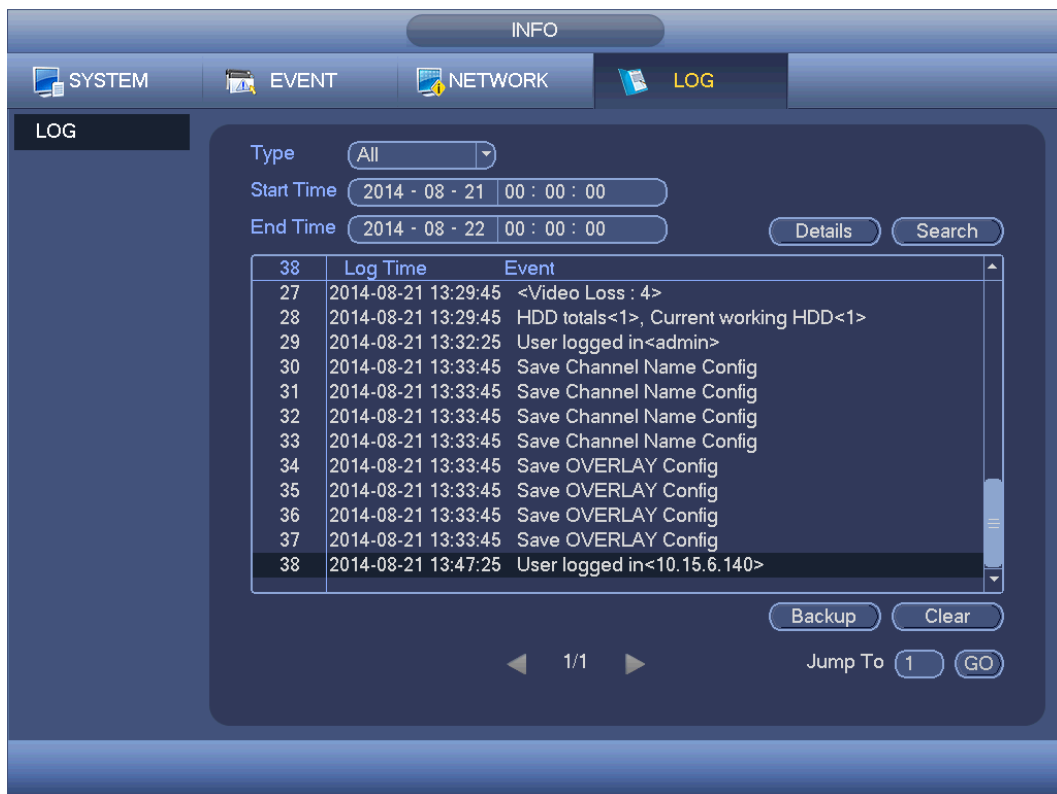 INFO
SYSTEM EVENT NETWORK LOG
LOG
Type All
Start Time 2014 - 08 - 21 00 : 00 : 00
End Time 2014 - 08 - 22 00 : 00 : 00 Details Search
38 Log Time Event
27 2014-08-21 13:29:45 <Video Loss : 4>
28 2014-08-21 13:29:45 HDD totals<1>, Current working HDD<1>
29 2014-08-21 13:32:25 User logged in<admin>
30 2014-08-21 13:33:45 Save Channel Name Config
31 2014-08-21 13:33:45 Save Channel Name Config
32 2014-08-21 13:33:45 Save Channel Name Config
33 2014-08-21 13:33:45 Save Channel Name Config
34 2014-08-21 13:33:45 Save OVERLAY Config
35 2014-08-21 13:33:45 Save OVERLAY Config
36 2014-08-21 13:33:45 Save OVERLAY Config
37 2014-08-21 13:33:45 Save OVERLAY Config
38 2014-08-21 13:47:25 User logged in<10.15.6.140>
Backup Clear
1/1 Jump To 1 GO